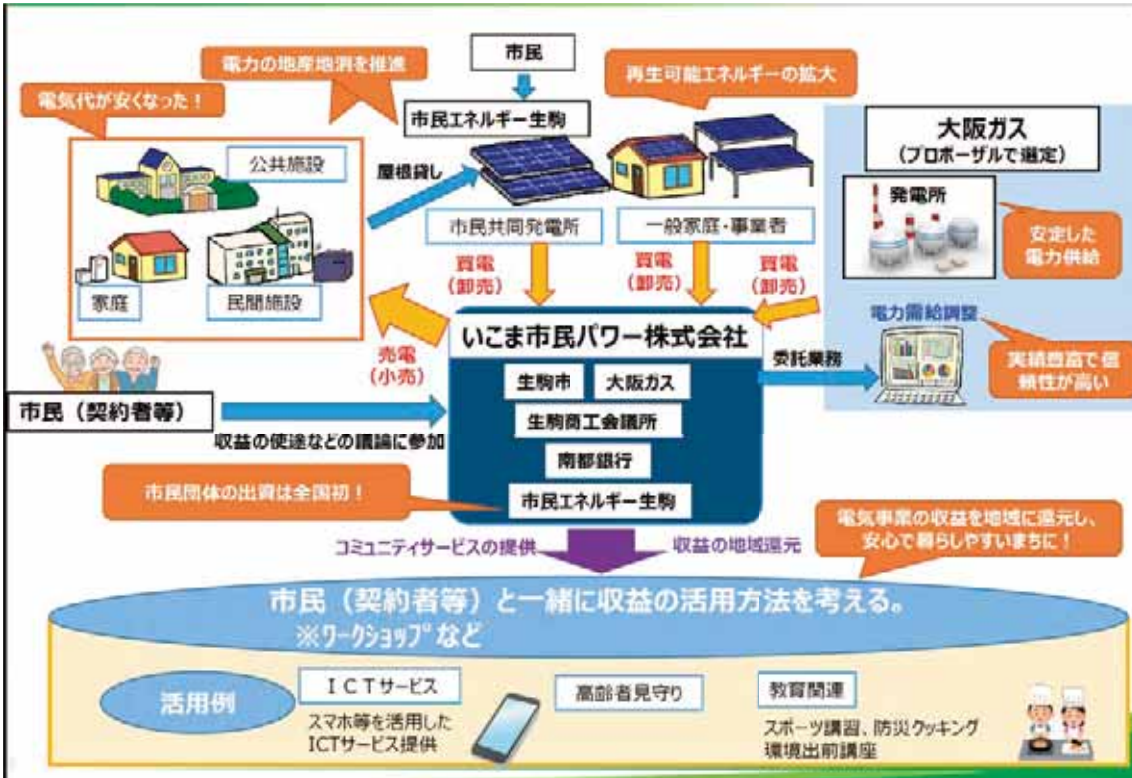 市民
電力の地産地消を推進
再生可能エネルギーの拡大
電気代が安くなった！
市民エネルギー生駒
大阪ガス
（プロポーザルで選定）
公共施設
屋根貸し
発電所
市民共同発電所
一般家庭・事業者
安定した
電力供給
家庭
民間施設
買電
（卸売）
買電
（卸売）
買電
（卸売）
電力需給調整
いこま市民パワー株式会社
売電
（小売）
委託業務
実績豊富で信
頼性が高い
生駒市
大阪ガス
市民（契約者等）
生駒商工会議所
収益の使途などの議論に参加
南都銀行
市民団体の出資は全国初！
市民エネルギー生駒
電気事業の収益を地域に還元し、
安心で暮らしやすいまちに！
コミュニティサービスの提供
収益の地域還元
市民（契約者等）と一緒に収益の活用方法を考える。
※ワークショップなど
活用例
ＩＣＴサービス
高齢者見守り
教育関連
スマホ等を活用した
ICTサービス提供
スポーツ講習、防災クッキング
環境出前講座